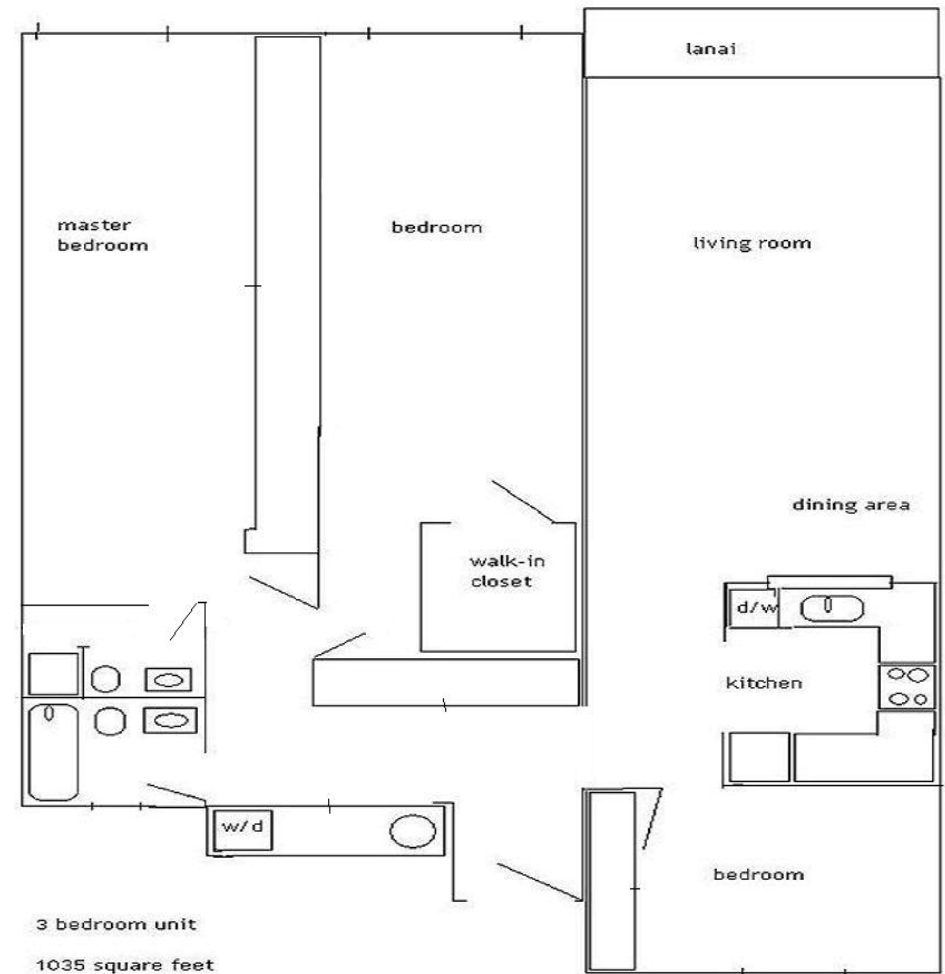 lanai
master
bedroom
bedroom
living room
dining area
walk-in
closet
d/w
kitchen
w/d
bedroom
3 bedroom unit
1035 square feet